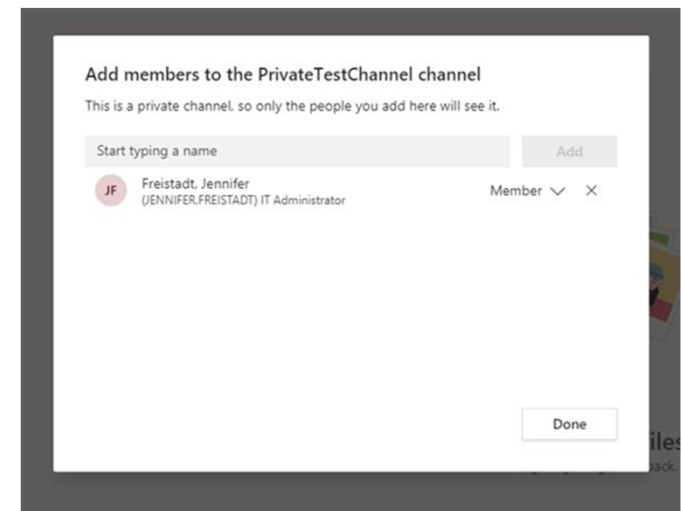 Add members to the PrivateTestChannel channel
This is a private channel, so only the people you add here will see it.
Start typing a name
Add
JF
Freistadt, Jennifer
(JENNIFER.FREISTADT) IT Administrator
Member
Done